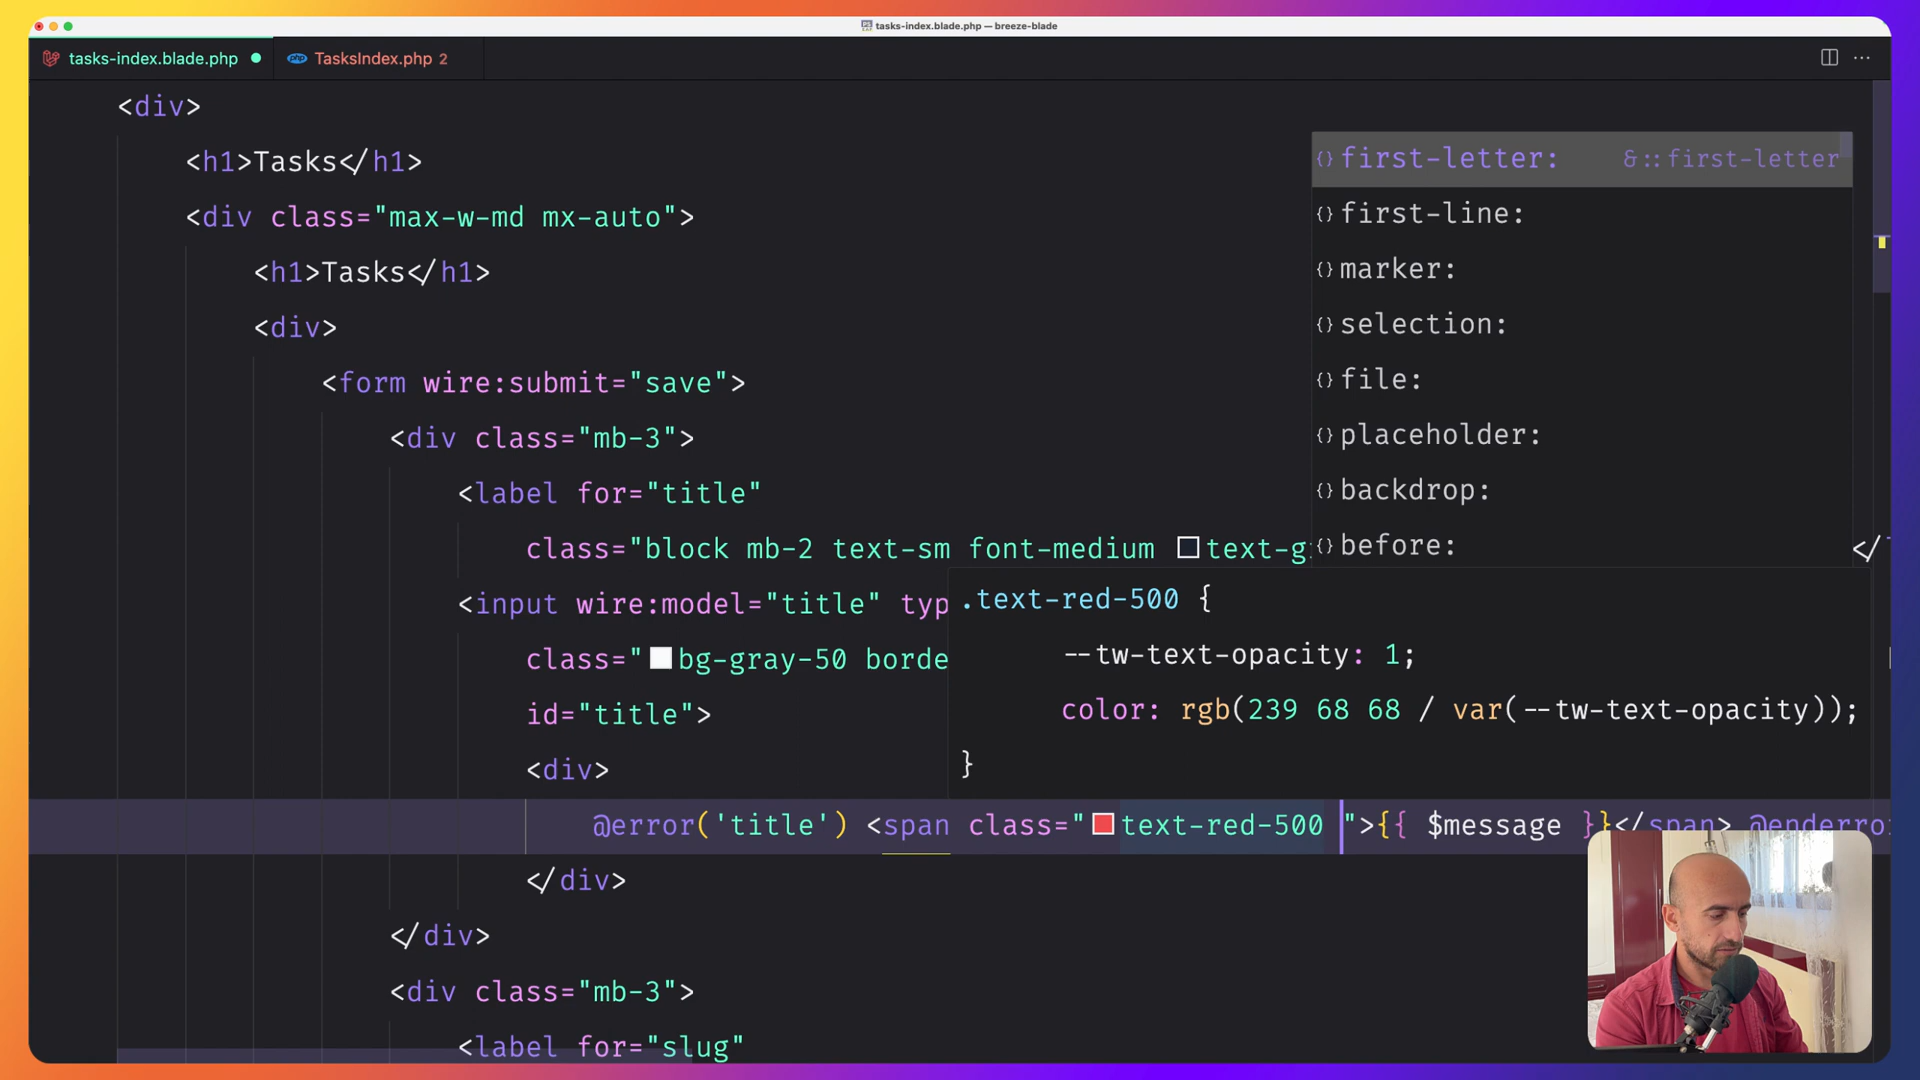 tasks-index.blade.php — breeze-blade
tasks-index.blade.php
TasksIndex.php 2
<div>
<h1>Tasks</h1>
<div class="max-w-md mx-auto">
<h1>Tasks</h1>
<div>
<form wire:submit="save">
<div class="mb-3">
<label for="title"
class="block mb-2 text-sm font-medium text-g
</
<input wire:model="title" typ
class="bg-gray-50 borde
id="title">
<div>
@error('title') <span class="text-red-500 ">{{ $message }}</span> @enderro
</div>
</div>
<div class="mb-3">
<label for="slug"
first-letter: &::first-letter
first-line:
marker:
selection:
file:
placeholder:
backdrop:
before:
.text-red-500 {
--tw-text-opacity: 1;
color: rgb(239 68 68 / var(--tw-text-opacity));
}